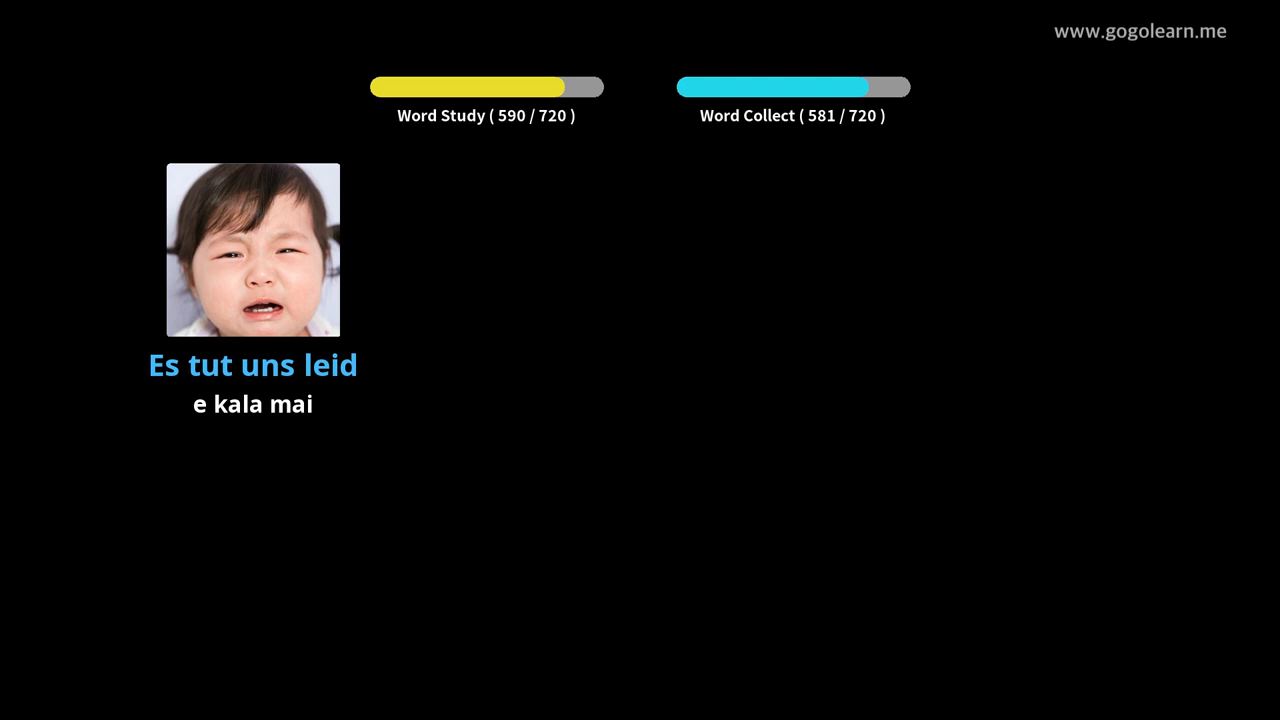 www.gogolearn.me
Word Study ( 590 / 720 )
Word Collect ( 581 / 720 )
Es tut uns leid
e kala mai